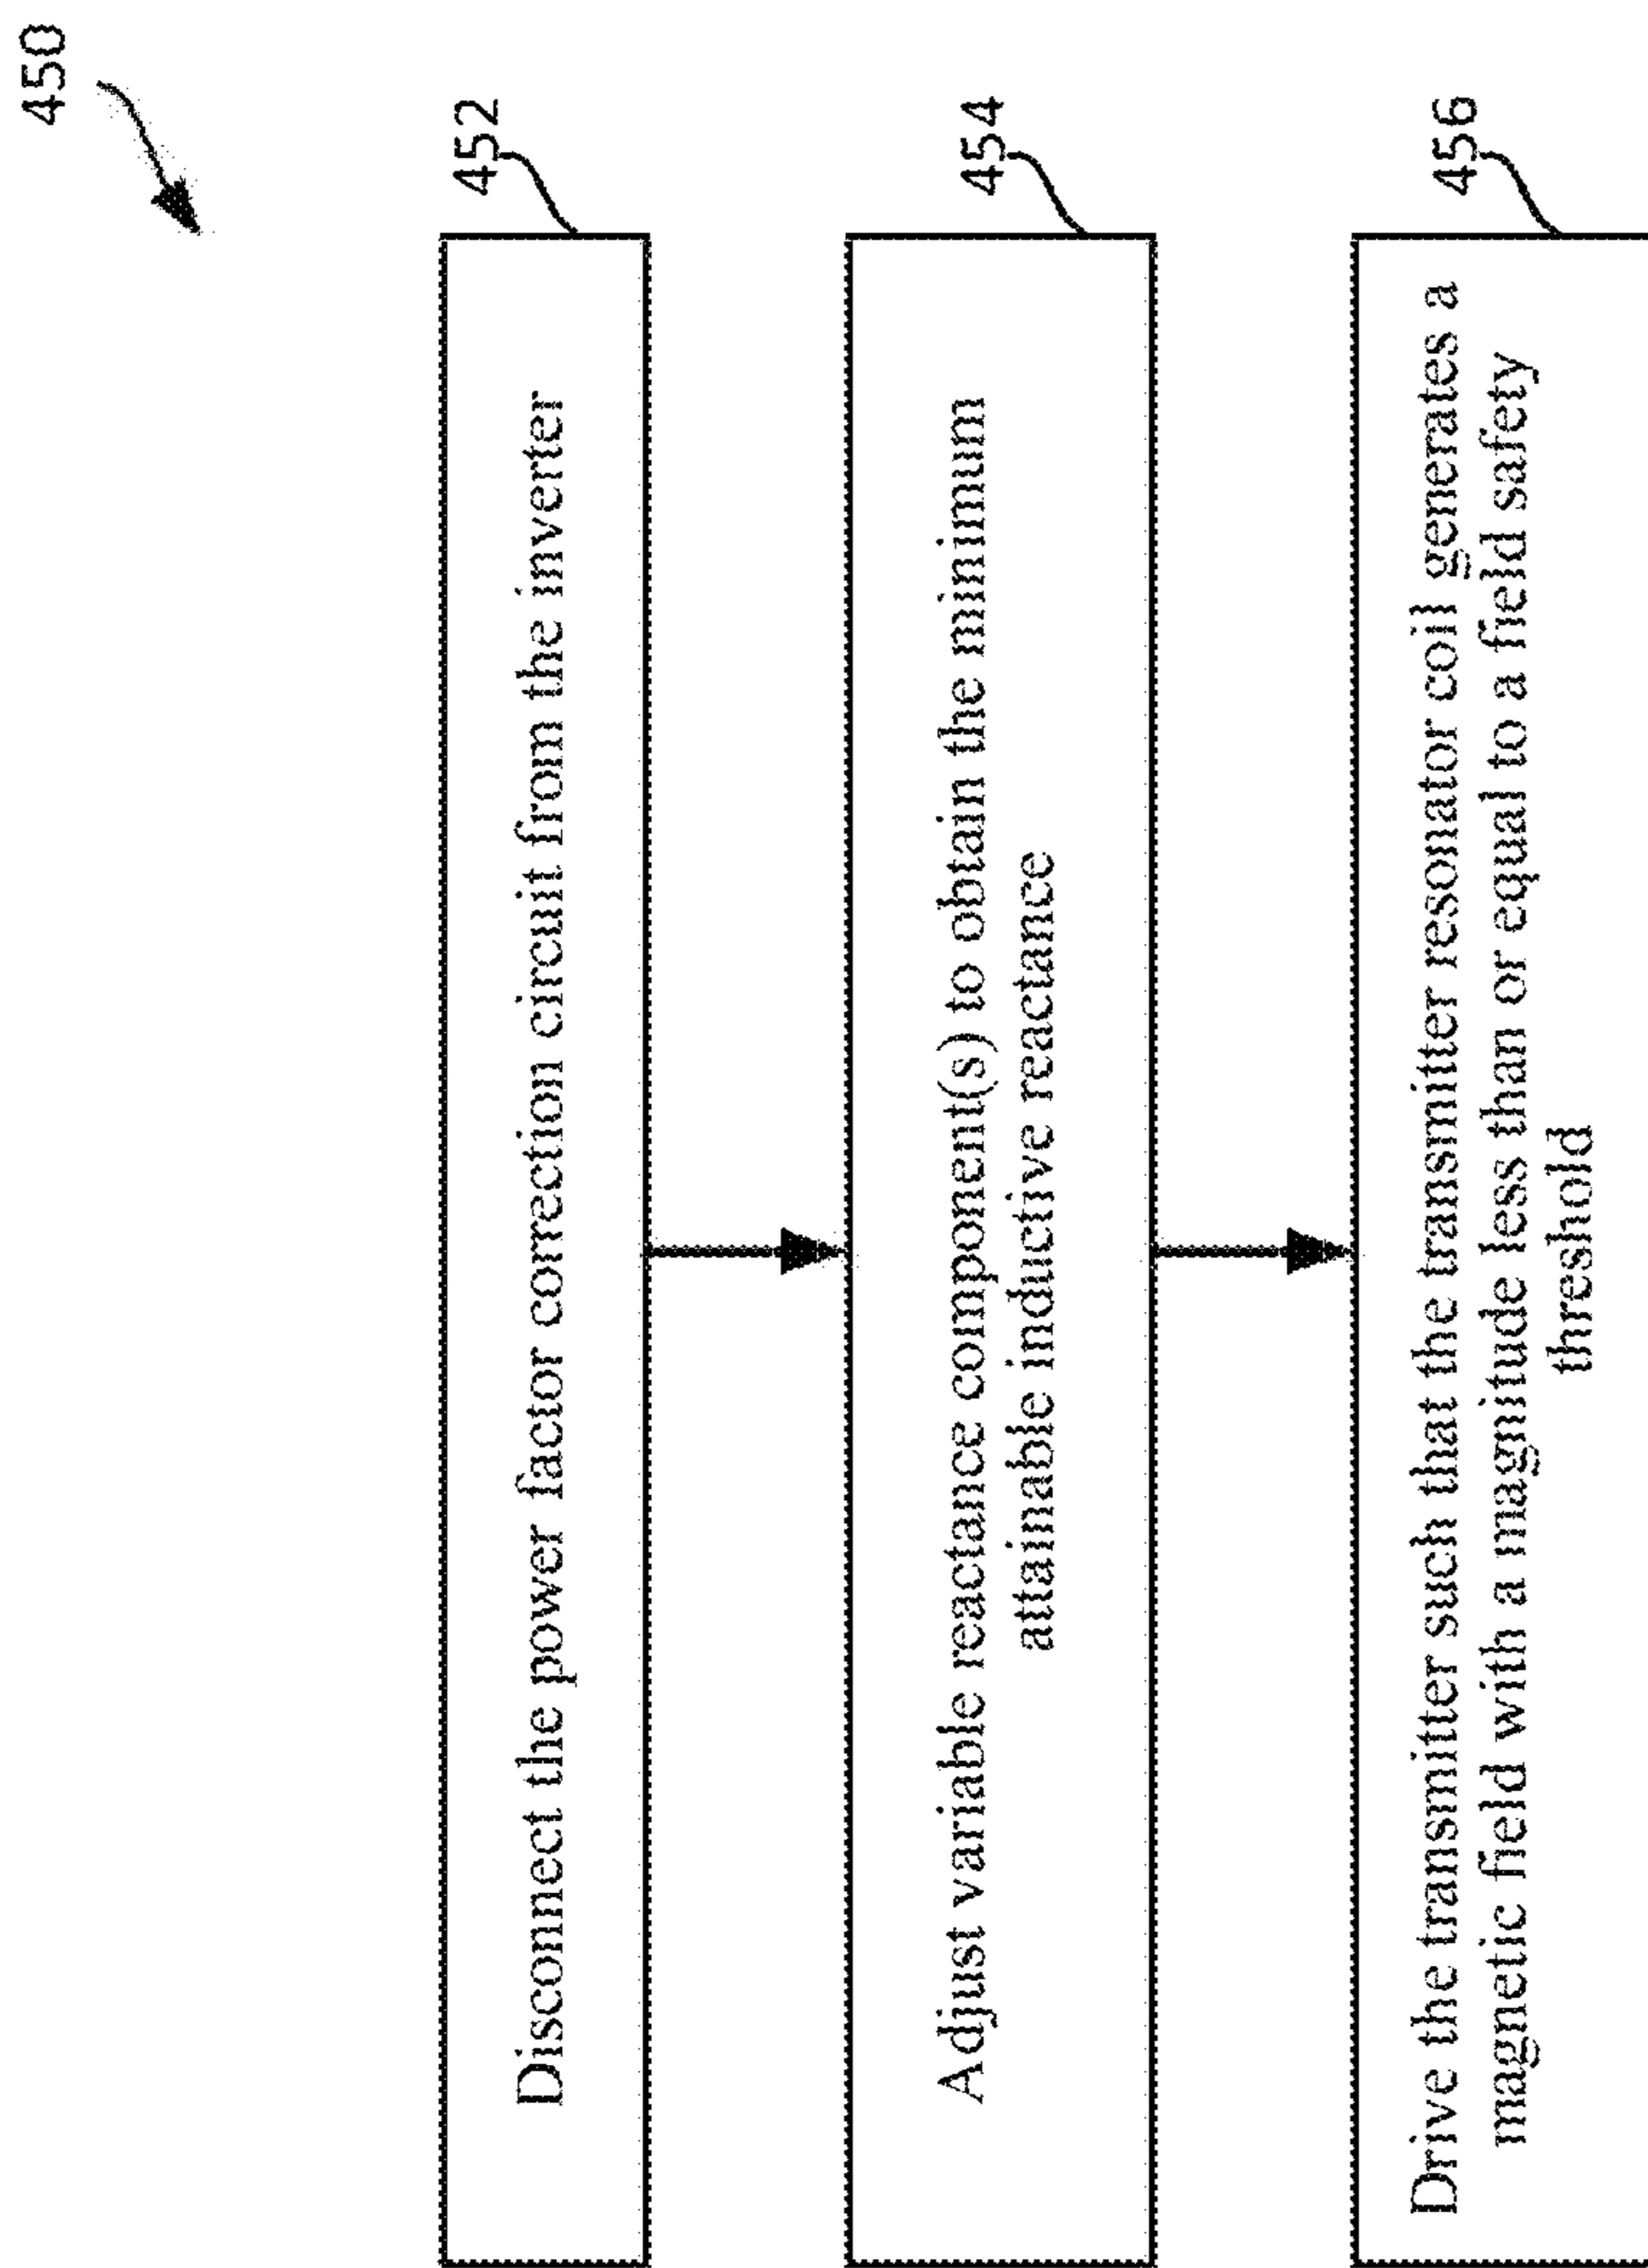 450
452
Disconnect the power factor correction circuit from the inverter
454
Adjust variable reactance component(s) to obtain the minimum
attainable inductive reactance
456
Drive the transmitter such that the transmitter resonator coil generates a
magnetic field with a magnitude less than or equal to a field safety
threshold